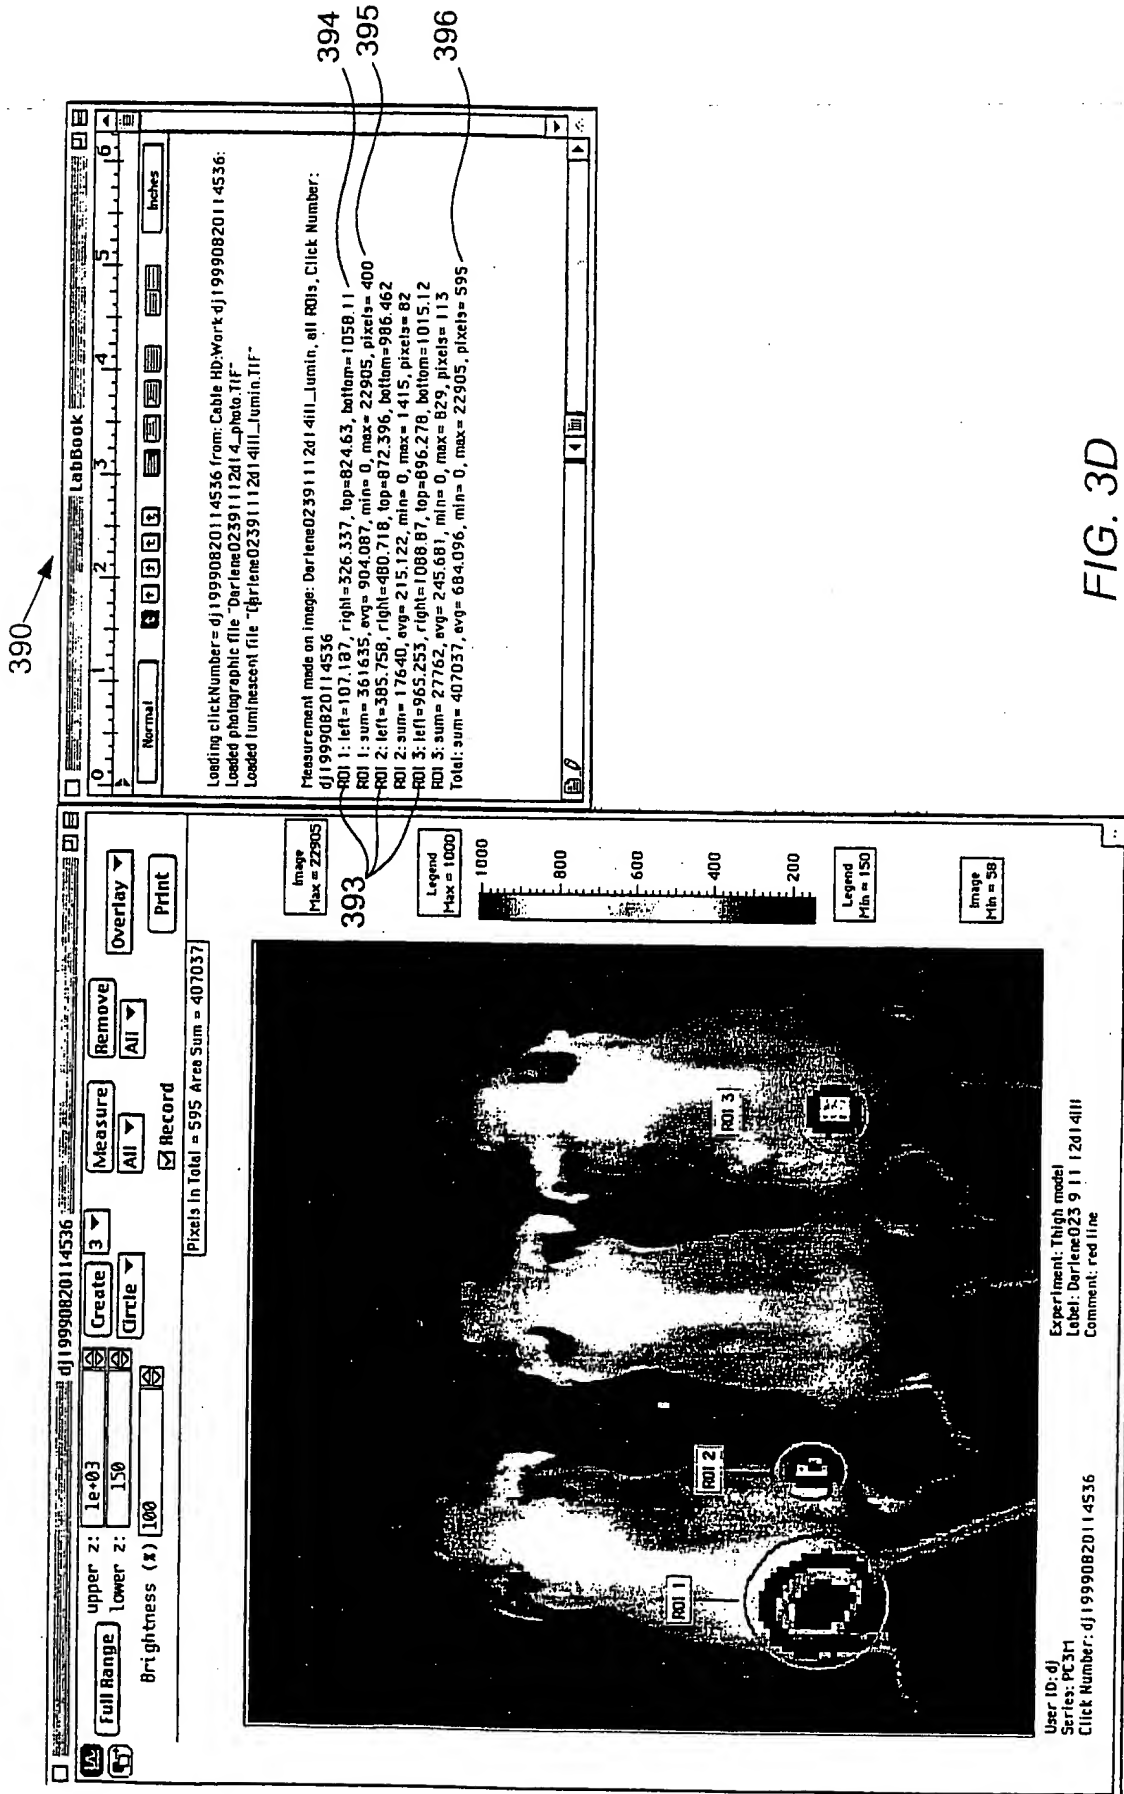 390
dj19990820114536
Full Range
upper z: 1e+03
lower z: 150
Brightness (%) 100
Create 3
Circle
Measure
All
Record
Remove
All
Overlay
Print
Pixels In Total = 595 Area Sum = 407037
Image
Max = 22905
Legend
Max = 1000
1000
800
600
400
200
Legend
Min = 150
Image
Min = 58
ROI 1
ROI 2
ROI 3
User ID: dj
Series: PC3M
Click Number: dj19990820114536
Experiment: Thigh model
Label: Darlene023 9 11 12d14lll
Comment: red line
LabBook
0 1 2 3 4 5 6
Normal
Inches
Loading clickNumber= dj19990820114536 from: Cable HD:Work dj19990820114536:
Loaded photographic file "Darlene02391112d14_photo.TIF"
Loaded luminescent file "Darlene02391112d14lll_lumin.TIF"
Measurement made on image: Darlene02391112d14lll_lumin, all ROIs, Click Number:
dj19990820114536
ROI 1: left=107.187, right=326.337, top=824.63, bottom=1058.11
ROI 1: sum= 361635, avg= 904.087, min= 0, max= 22905, pixels= 400
ROI 2: left=385.758, right=480.718, top=872.396, bottom=986.462
ROI 2: sum= 17640, avg= 215.122, min= 0, max= 1415, pixels= 82
ROI 3: left=965.253, right=1088.87, top=896.278, bottom=1015.12
ROI 3: sum= 27762, avg= 245.681, min= 0, max= 829, pixels= 113
Total: sum= 407037, avg= 684.096, min= 0, max= 22905, pixels= 595
393
394
395
396
FIG. 3D